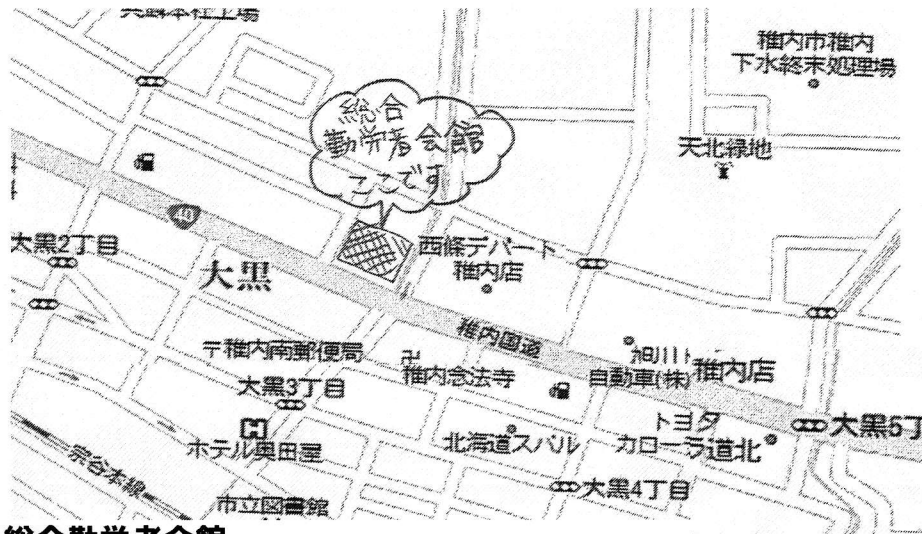 稚内市稚内
下水終末処理場
総合
勤労者会館
ここです
天北緑地
40
大黒2丁目
西條デパート
稚内店
大黒
稚内国道
〒稚内南郵便局
卍
稚内念法寺
旭川ト
自動車(株)稚内店
大黒3丁目
H
ホテル奥田屋
北海道スバル
トヨタ
カローラ道北
大黒5丁
宗谷本線
大黒4丁目
市立図書館
総合勤労者会館